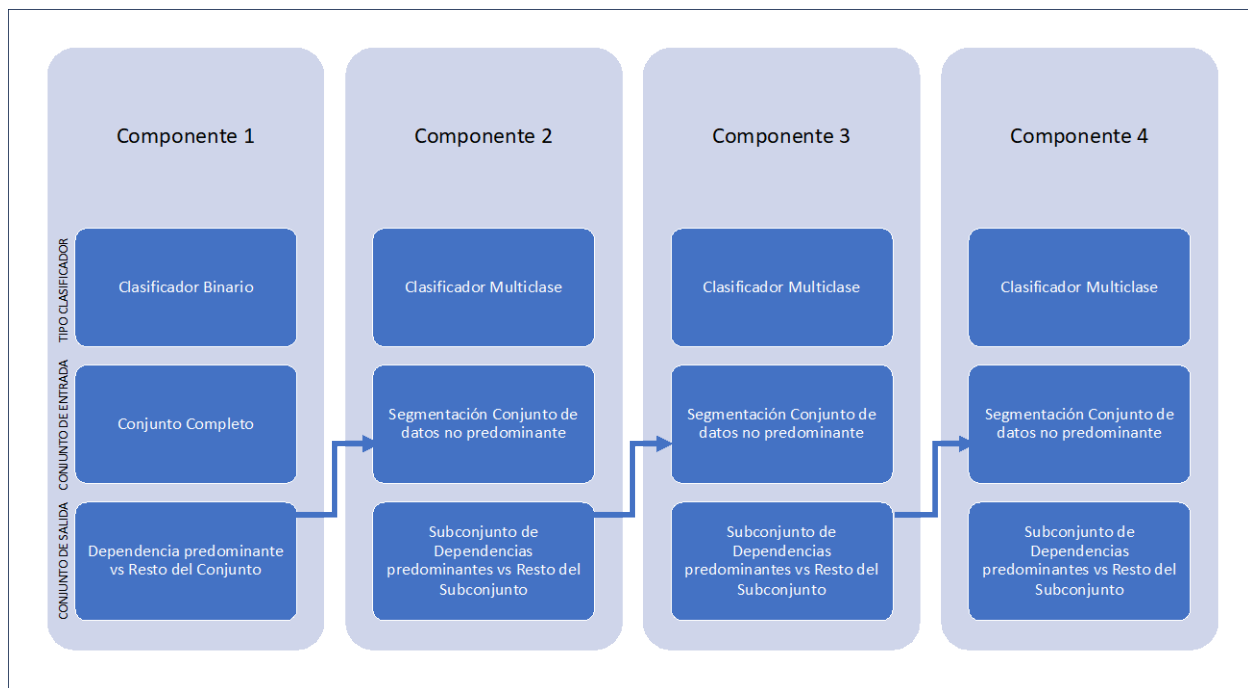 Componente 1
Componente 2
Componente 3
Componente 4
TIPO CLASIFICADOR
Clasificador Binario
Clasificador Multiclase
Clasificador Multiclase
Clasificador Multiclase
CONJUNTO DE ENTRADA
Conjunto Completo
Segmentación Conjunto de
datos no predominante
Segmentación Conjunto de
datos no predominante
Segmentación Conjunto de
datos no predominante
CONJUNTO DE SALIDA
Dependencia predominante
vs Resto del Conjunto
Subconjunto de
Dependencias
predominantes vs Resto del
Subconjunto
Subconjunto de
Dependencias
predominantes vs Resto del
Subconjunto
Subconjunto de
Dependencias
predominantes vs Resto del
Subconjunto